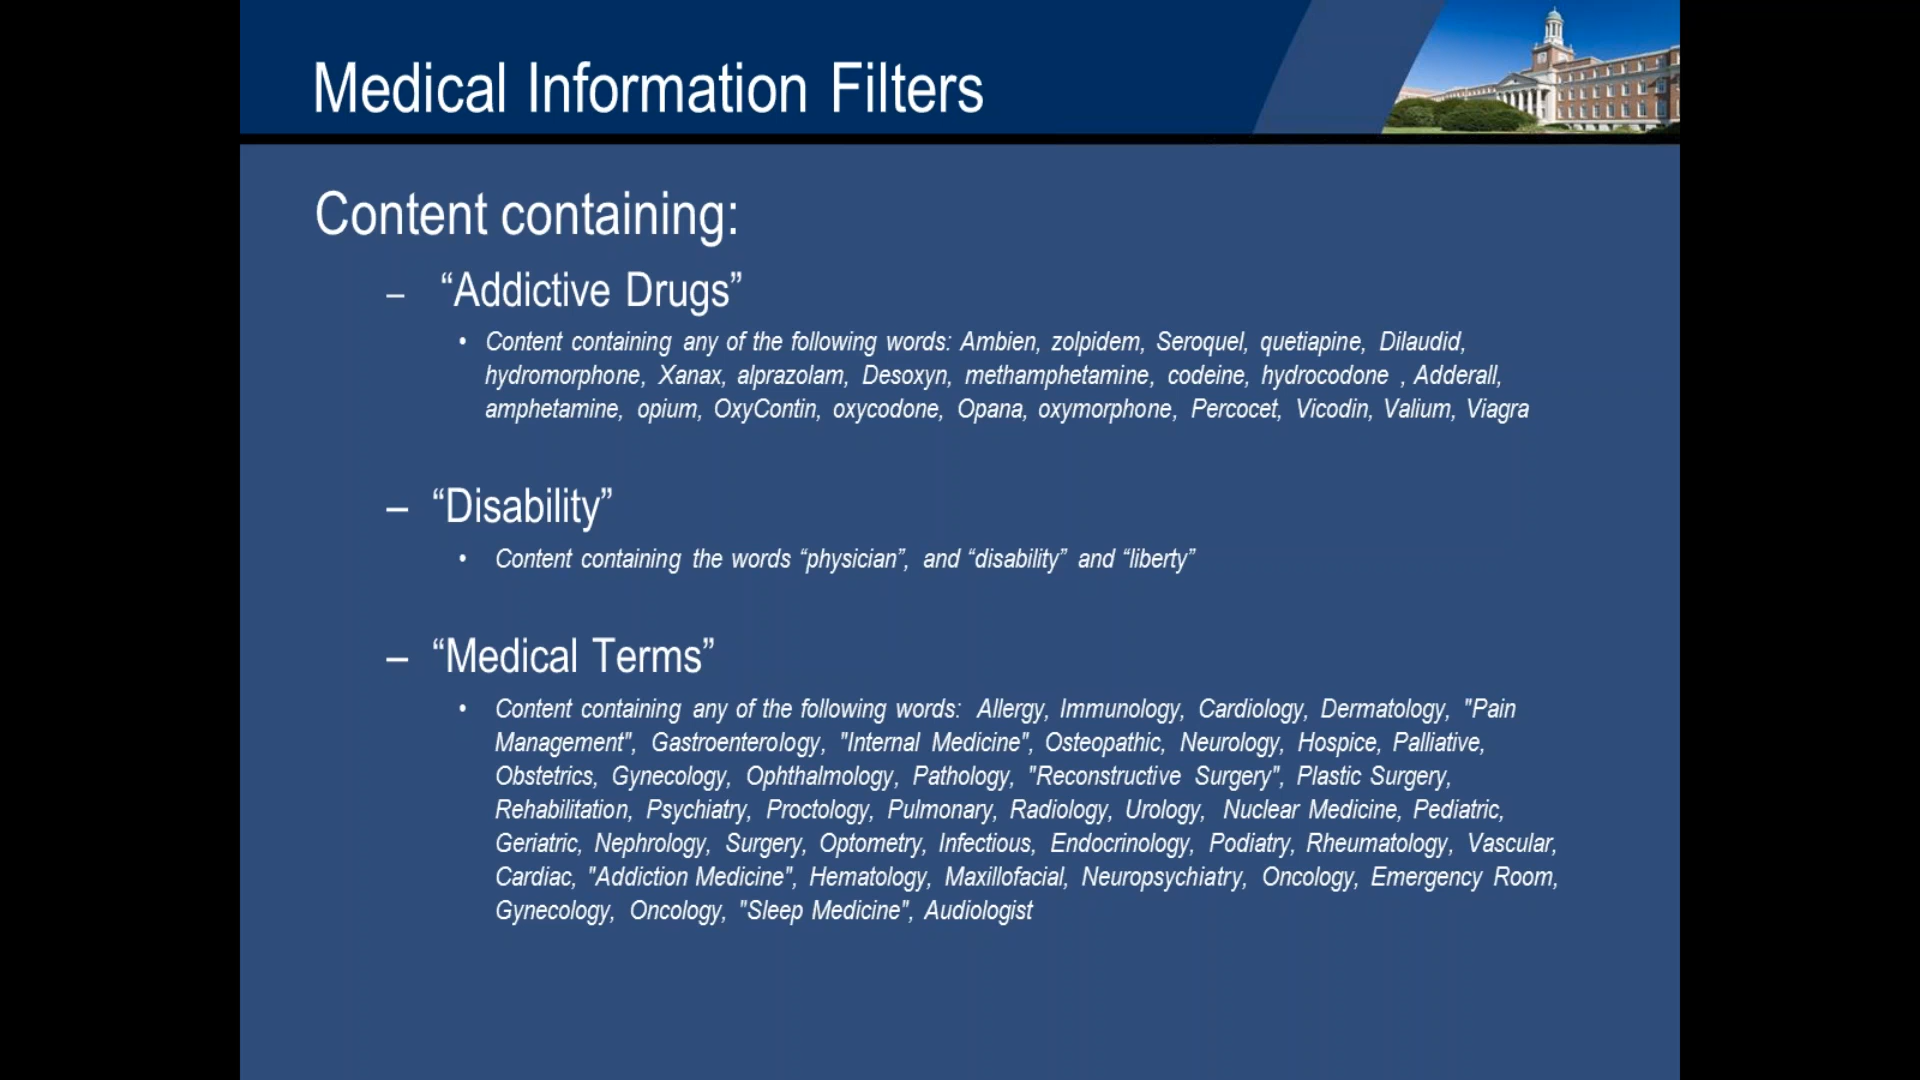 Medical Information Filters
Content containing:
– “Addictive Drugs”
• Content containing any of the following words: Ambien, zolpidem, Seroquel, quetiapine, Dilaudid,
hydromorphone, Xanax, alprazolam, Desoxyn, methamphetamine, codeine, hydrocodone , Adderall,
amphetamine, opium, OxyContin, oxycodone, Opana, oxymorphone, Percocet, Vicodin, Valium, Viagra
– “Disability”
• Content containing the words “physician”, and “disability” and “liberty”
– “Medical Terms”
• Content containing any of the following words: Allergy, Immunology, Cardiology, Dermatology, "Pain
Management", Gastroenterology, "Internal Medicine", Osteopathic, Neurology, Hospice, Palliative,
Obstetrics, Gynecology, Ophthalmology, Pathology, "Reconstructive Surgery", Plastic Surgery,
Rehabilitation, Psychiatry, Proctology, Pulmonary, Radiology, Urology, Nuclear Medicine, Pediatric,
Geriatric, Nephrology, Surgery, Optometry, Infectious, Endocrinology, Podiatry, Rheumatology, Vascular,
Cardiac, "Addiction Medicine", Hematology, Maxillofacial, Neuropsychiatry, Oncology, Emergency Room,
Gynecology, Oncology, "Sleep Medicine", Audiologist